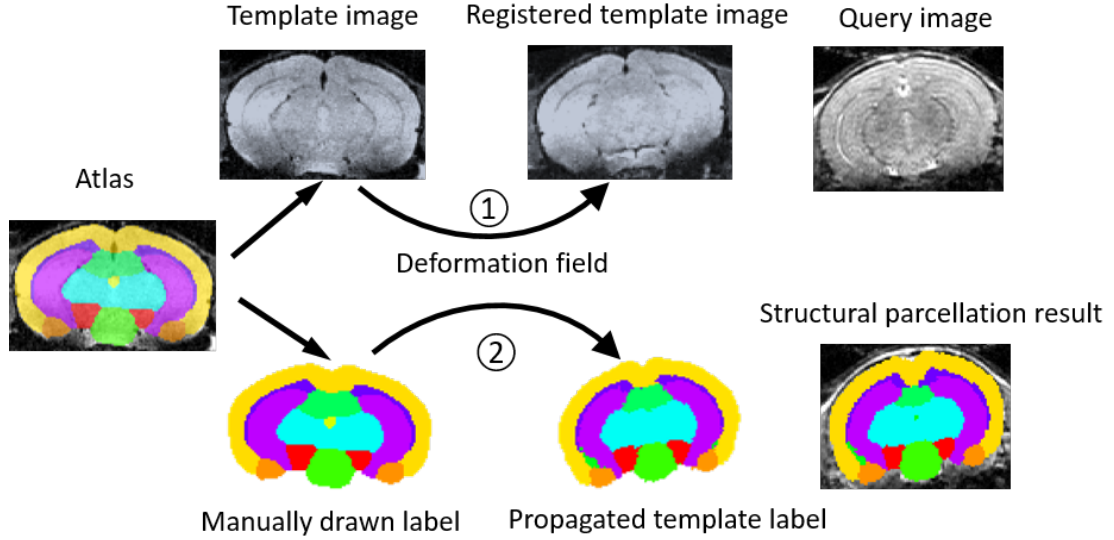 Template image
Registered template image
Query image
Atlas
①
Deformation field
②
Structural parcellation result
Manually drawn label
Propagated template label